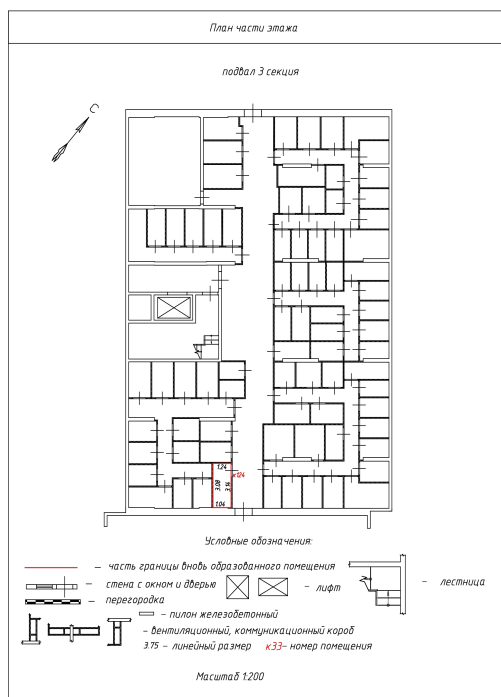 План части этажа
подвал 3 секция
С
1.24
к124
3.08
3.14
1.04
Условные обозначения:
— часть границы вновь образованного помещения
— стена с окном и дверью
— лифт
— лестница
— перегородка
— пилон железобетонный
— вентиляционный, коммуникационный короб
3.75 — линейный размер к33— номер помещения
Масштаб 1:200